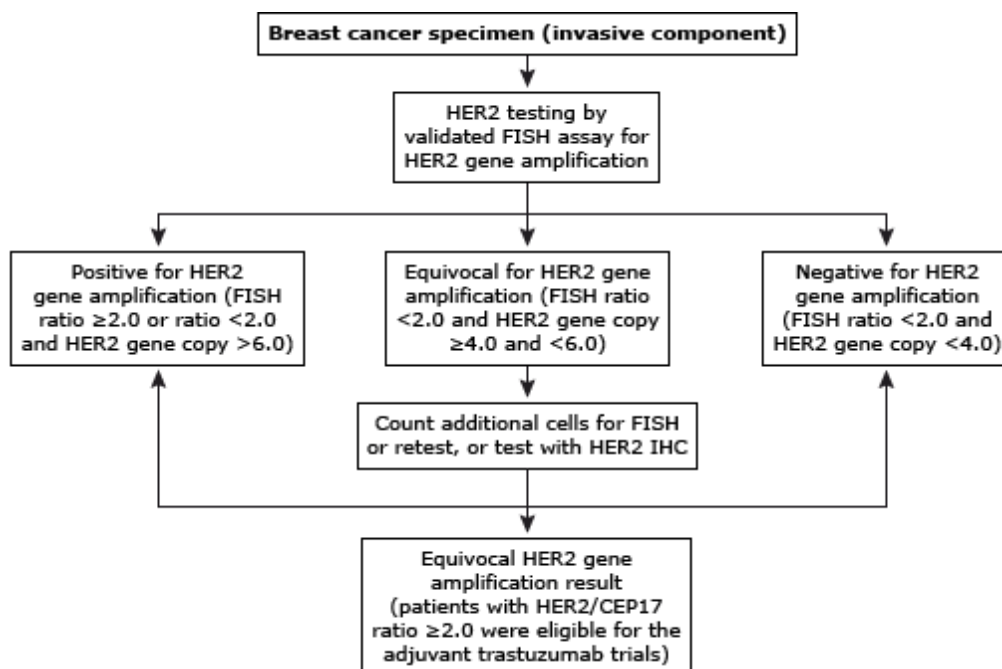 Breast cancer specimen (invasive component)
HER2 testing by
validated FISH assay for
HER2 gene amplification
Positive for HER2
gene amplification (FISH
ratio ≥2.0 or ratio <2.0
and HER2 gene copy >6.0)
Equivocal for HER2 gene
amplification (FISH ratio
<2.0 and HER2 gene copy
≥4.0 and <6.0)
Negative for HER2
gene amplification
(FISH ratio <2.0 and
HER2 gene copy <4.0)
Count additional cells for FISH
or retest, or test with HER2 IHC
Equivocal HER2 gene
amplification result
(patients with HER2/CEP17
ratio ≥2.0 were eligible for the
adjuvant trastuzumab trials)